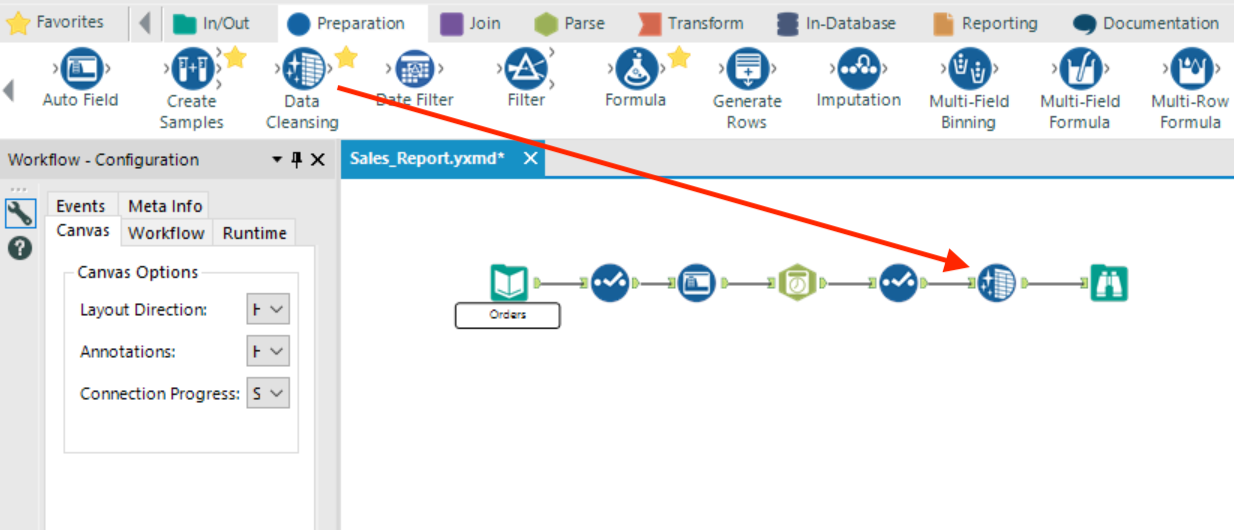 Favorites In/Out Preparation Join Parse Transform In-Database Reporting Documentation
Auto Field Create Data Date Filter Filter Formula Generate Imputation Multi-Field Multi-Field Multi-Row
Samples Cleansing Rows Binning Formula Formula
Workflow - Configuration
Sales_Report.yxmd*
Events Meta Info
Canvas Workflow Runtime
Canvas Options
Layout Direction: H
Annotations: H
Connection Progress: S
Orders